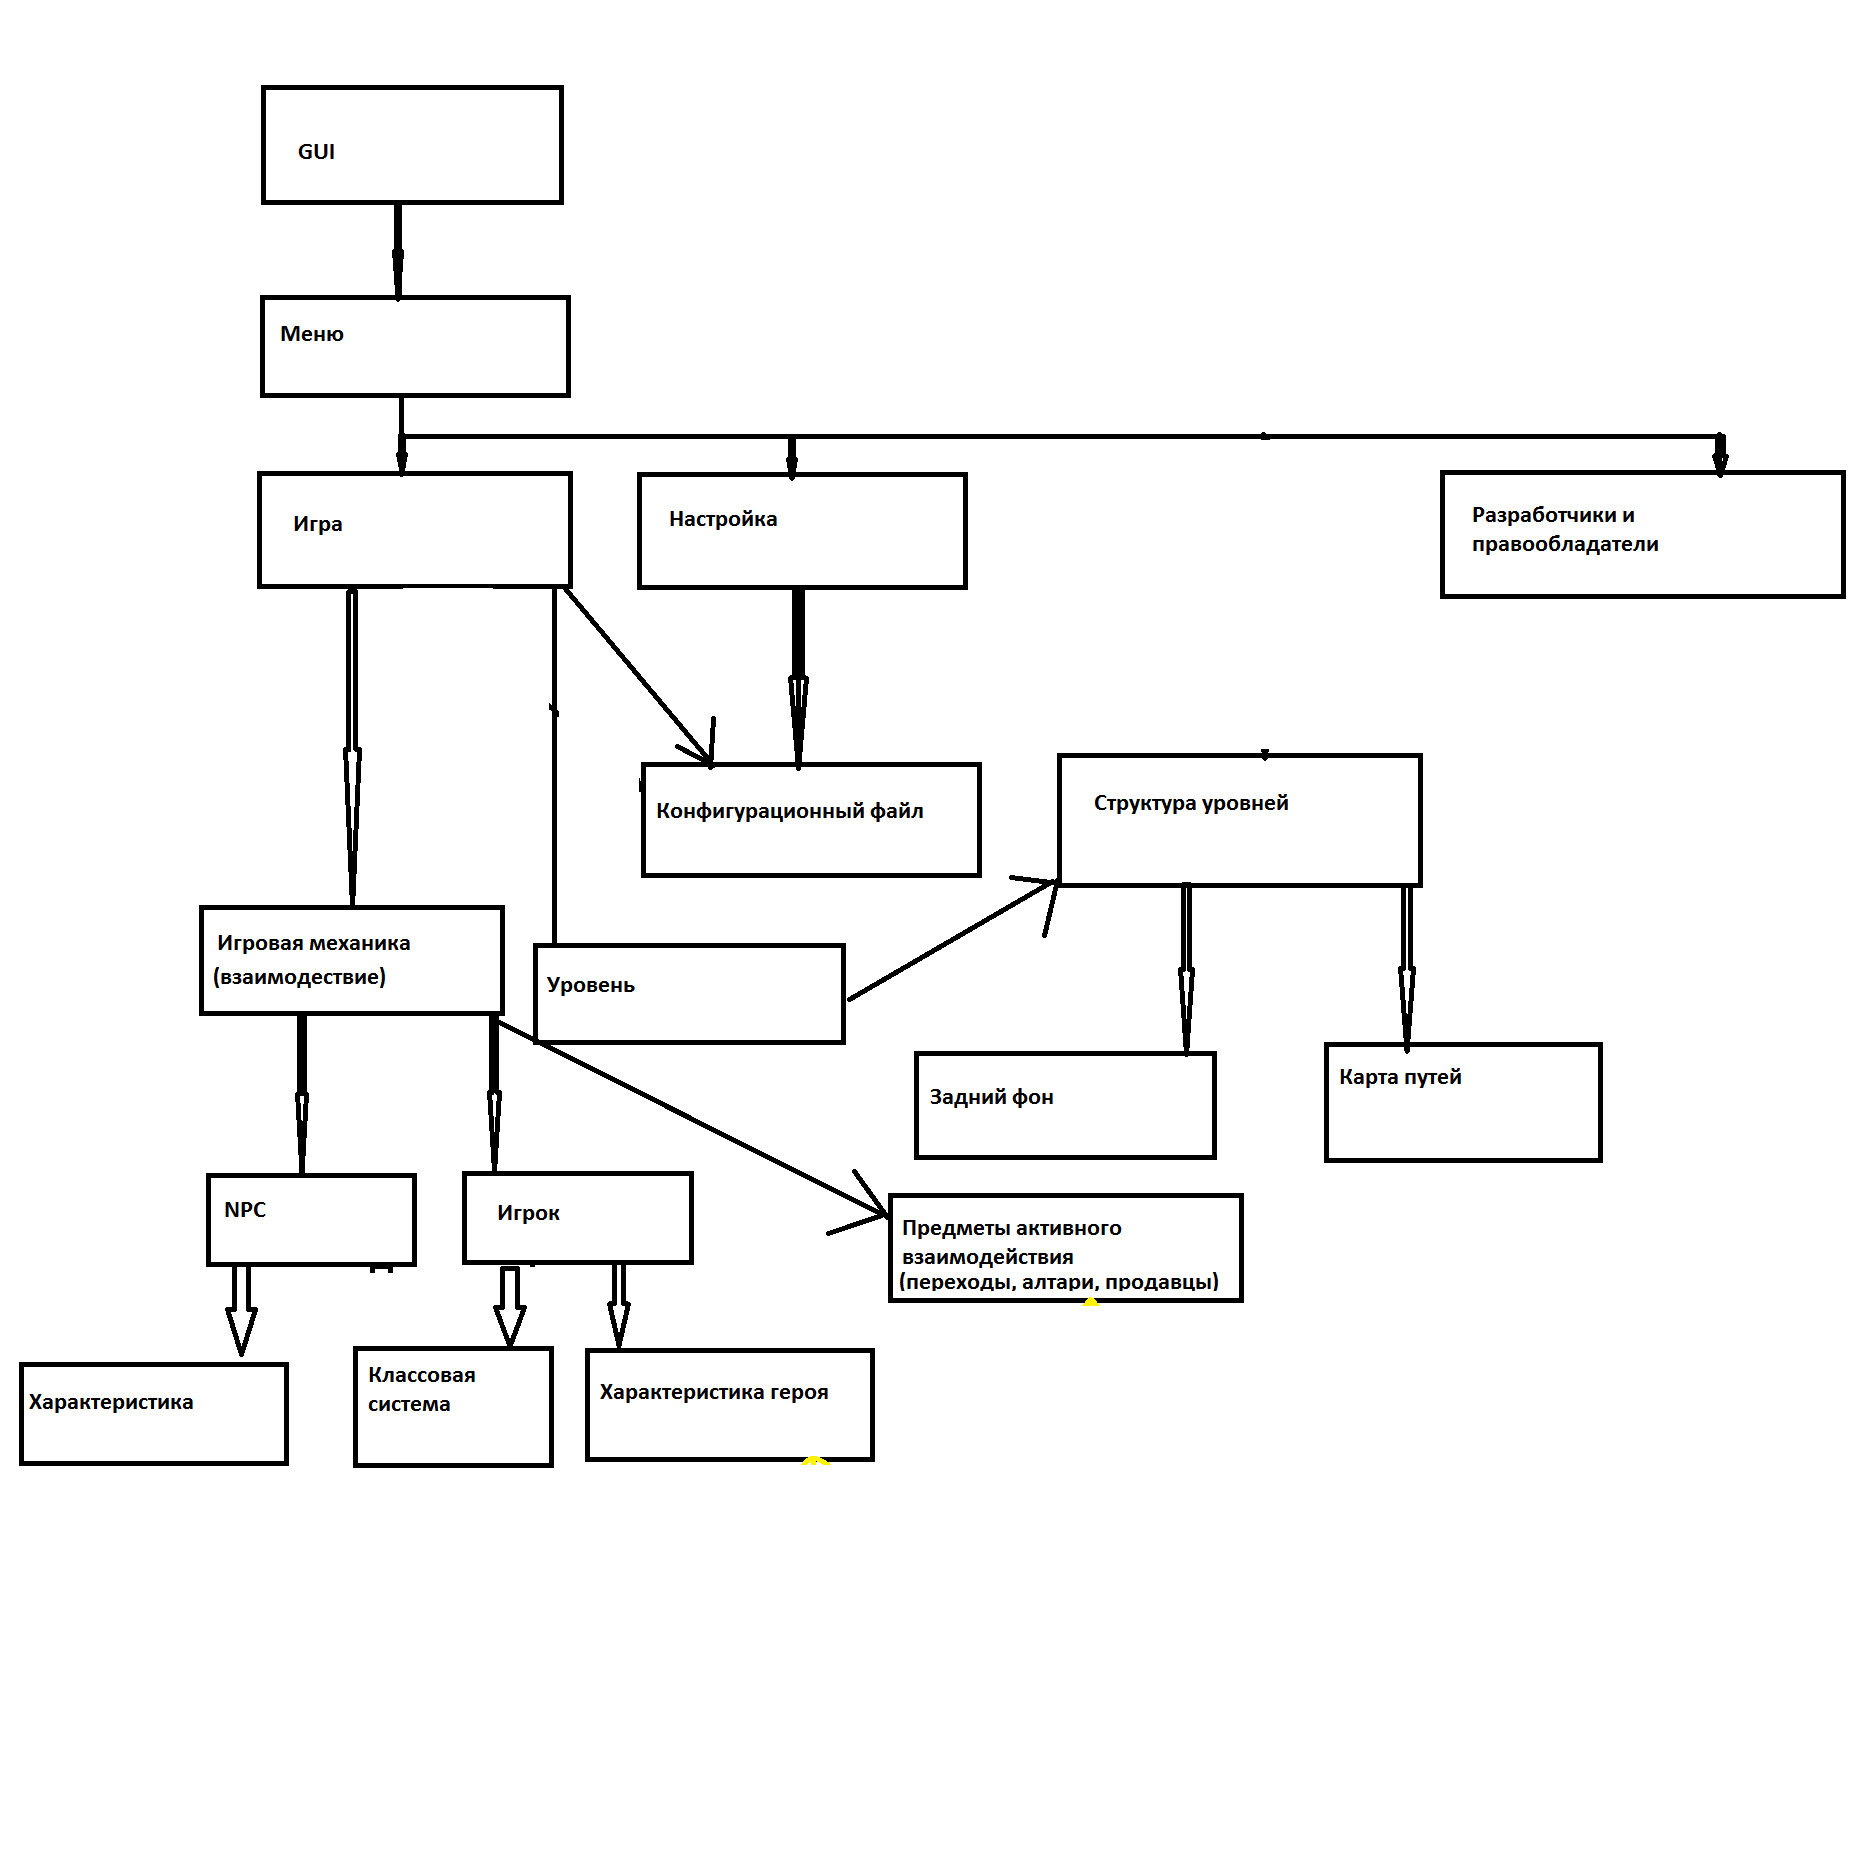 GUI
Меню
Игра
Настройка
Разработчики и
правообладатели
Конфигурационный файл
Структура уровней
Игровая механика
(взаимодествие)
Уровень
Задний фон
Карта путей
NPC
Игрок
Предметы активного
взаимодействия
(переходы, алтари, продавцы)
Характеристика
Классовая
система
Характеристика героя